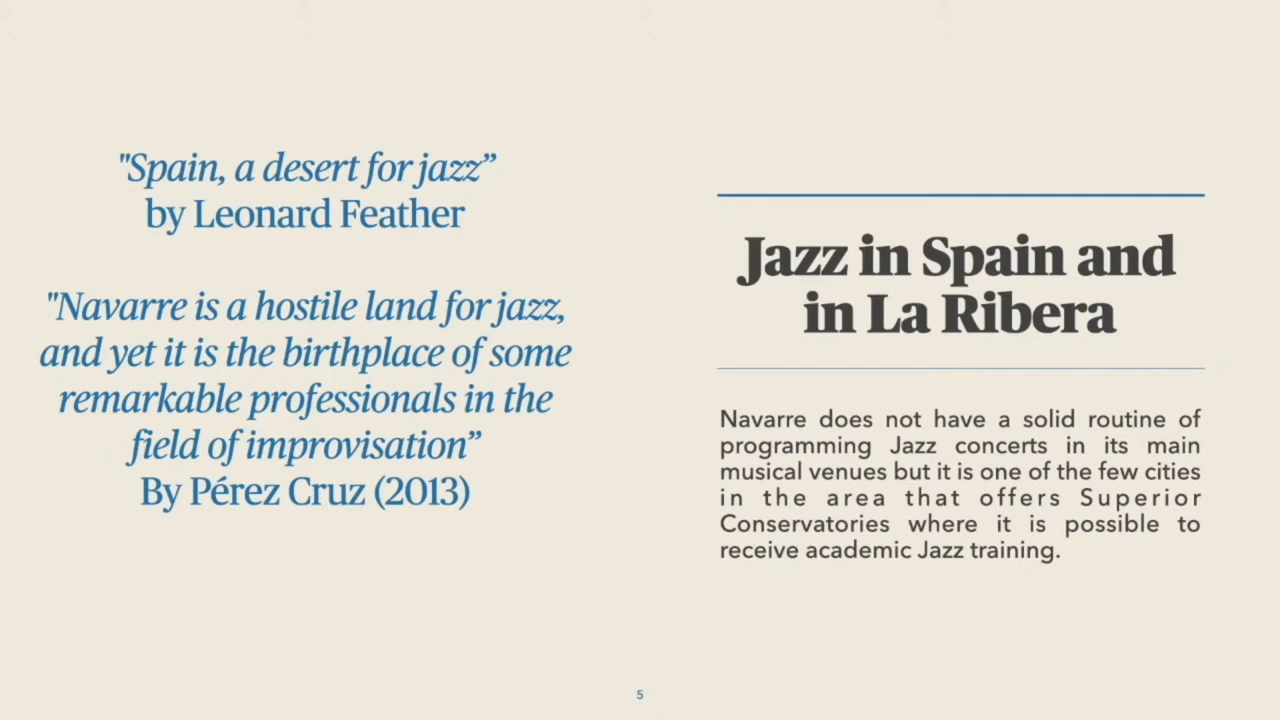 "Spain, a desert for jazz”
by Leonard Feather
"Navarre is a hostile land for jazz,
and yet it is the birthplace of some
remarkable professionals in the
field of improvisation”
By Pérez Cruz (2013)
Jazz in Spain and
in La Ribera
Navarre does not have a solid routine of
programming Jazz concerts in its main
musical venues but it is one of the few cities
in the area that offers Superior
Conservatories where it is possible to
receive academic Jazz training.
5